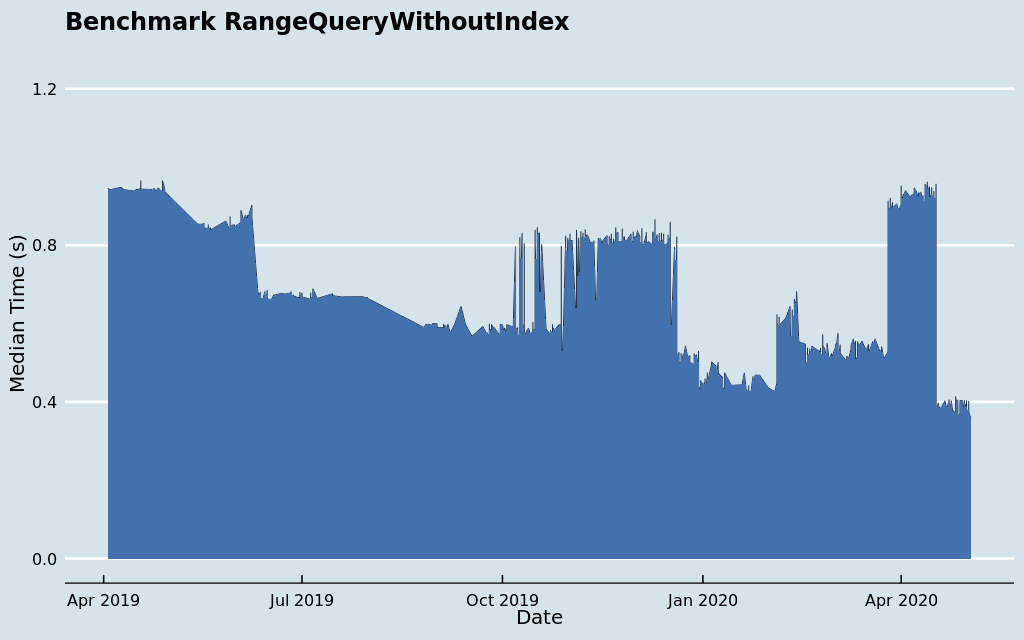 Benchmark RangeQueryWithoutIndex
Median Time (s)
1.2
0.8
0.4
0.0
Apr 2019
Jul 2019
Oct 2019
Jan 2020
Apr 2020
Date